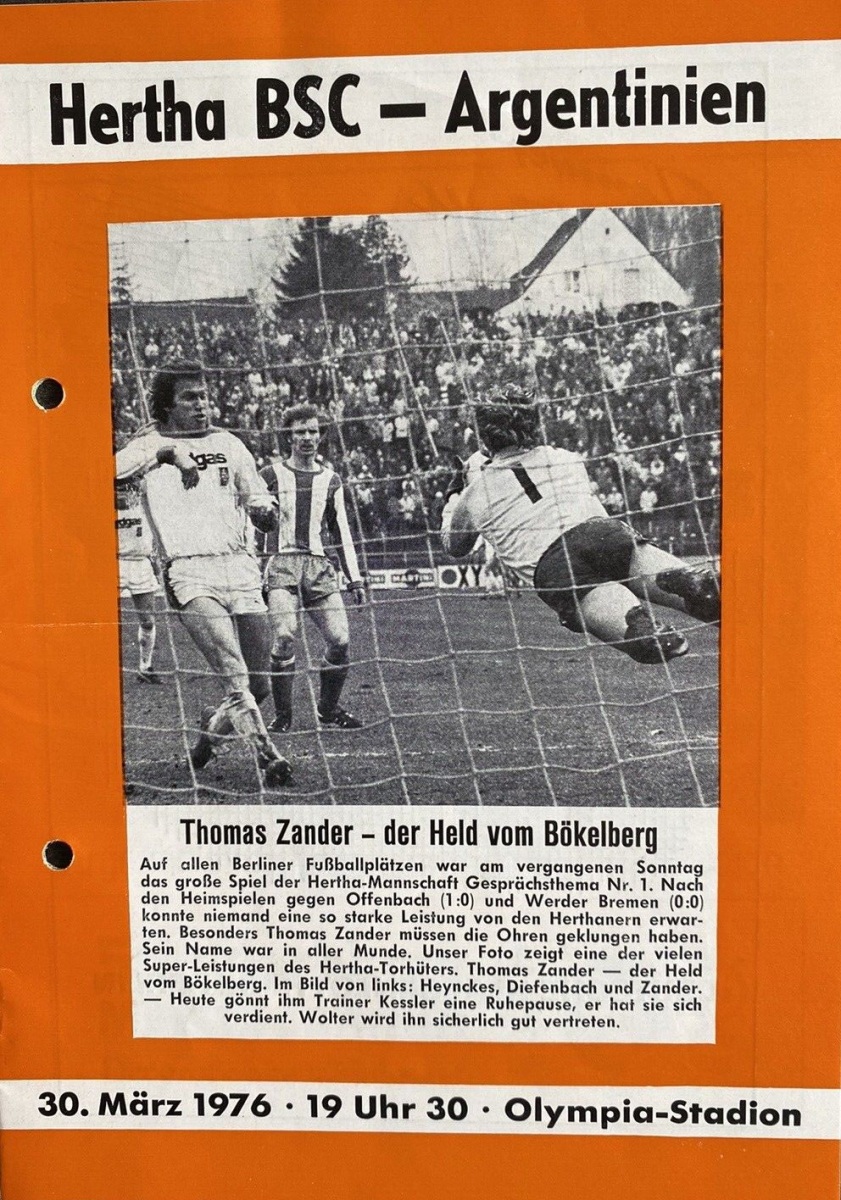 Hertha BSC – Argentinien
dgas
dgas
1
MARTINI
OXY
Thomas Zander – der Held vom Bökelberg
Auf allen Berliner Fußballplätzen war am vergangenen Sonntag
das große Spiel der Hertha-Mannschaft Gesprächsthema Nr. 1. Nach
den Heimspielen gegen Offenbach (1:0) und Werder Bremen (0:0)
konnte niemand eine so starke Leistung von den Herthanern erwar-
ten. Besonders Thomas Zander müssen die Ohren geklungen haben.
Sein Name war in aller Munde. Unser Foto zeigt eine der vielen
Super-Leistungen des Hertha-Torhüters. Thomas Zander — der Held
vom Bökelberg. Im Bild von links: Heynckes, Diefenbach und Zander.
— Heute gönnt ihm Trainer Kessler eine Ruhepause, er hat sie sich
verdient. Wolter wird ihn sicherlich gut vertreten.
30. März 1976 · 19 Uhr 30 · Olympia-Stadion